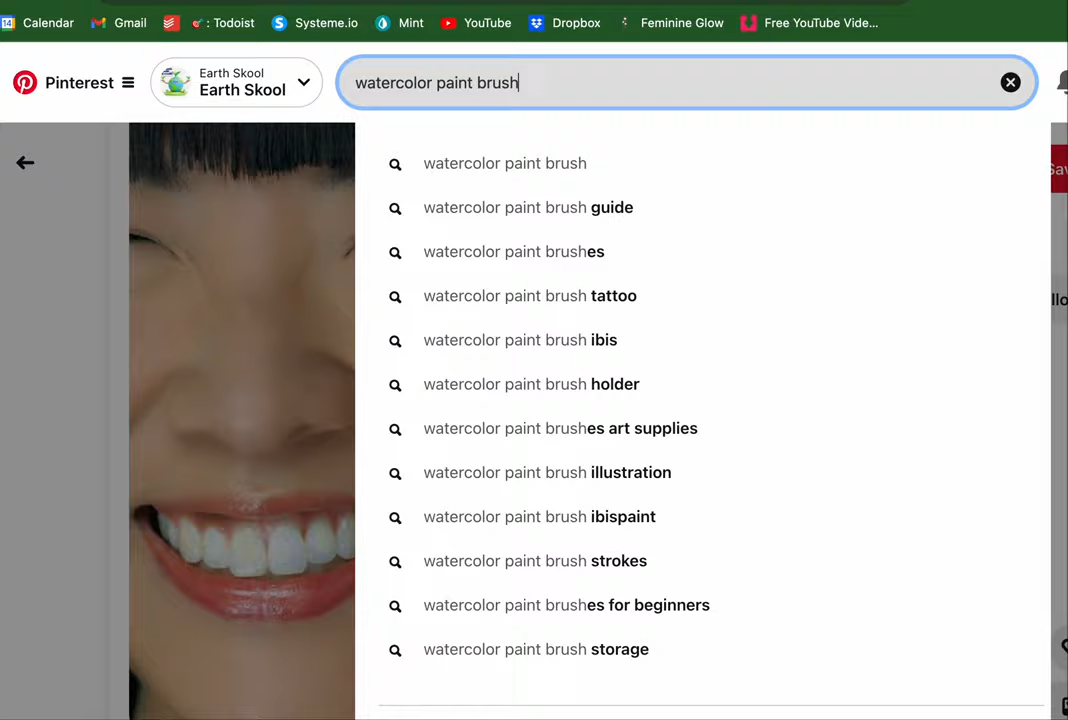 Calendar Gmail : Todoist Systeme.io Mint YouTube Dropbox Feminine Glow Free YouTube Vide...
Pinterest
Earth Skool
Earth Skool
watercolor paint brush
watercolor paint brush
watercolor paint brush guide
watercolor paint brushes
watercolor paint brush tattoo
watercolor paint brush ibis
watercolor paint brush holder
watercolor paint brushes art supplies
watercolor paint brush illustration
watercolor paint brush ibispaint
watercolor paint brush strokes
watercolor paint brushes for beginners
watercolor paint brush storage